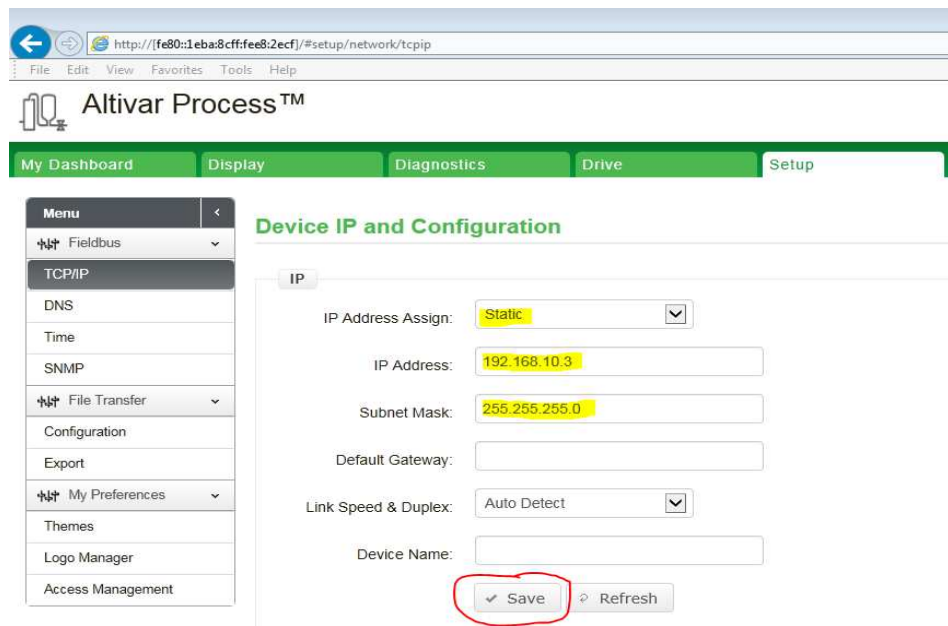 http://[fe80::1eba:8cff:fee8:2ecf]/#setup/network/tcpip
File Edit View Favorites Tools Help
Altivar Process™
My Dashboard Display Diagnostics Drive Setup
Menu
Fieldbus
TCP/IP
DNS
Time
SNMP
File Transfer
Configuration
Export
My Preferences
Themes
Logo Manager
Access Management
Device IP and Configuration
IP
IP Address Assign: Static
IP Address: 192.168.10.3
Subnet Mask: 255.255.255.0
Default Gateway:
Link Speed & Duplex: Auto Detect
Device Name:
Save Refresh